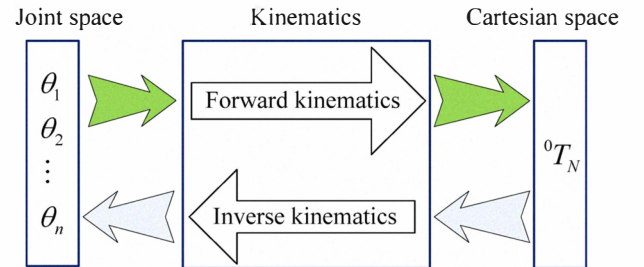 Joint space
Kinematics
Cartesian space
θ₁
Forward kinematics
θ₂
⁰T_N
⋮
θₙ
Inverse kinematics